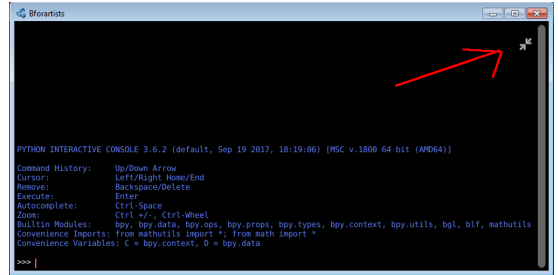 Bforartists
PYTHON INTERACTIVE CONSOLE 3.6.2 (default, Sep 19 2017, 18:19:06) [MSC v.1800 64 bit (AMD64)]
Command History: Up/Down Arrow
Cursor: Left/Right Home/End
Remove: Backspace/Delete
Execute: Enter
Autocomplete: Ctrl-Space
Zoom: Ctrl +/-, Ctrl-Wheel
Builtin Modules: bpy, bpy.data, bpy.ops, bpy.props, bpy.types, bpy.context, bpy.utils, bgl, blf, mathutils
Convenience Imports: from mathutils import *; from math import *
Convenience Variables: C = bpy.context, D = bpy.data
>>>